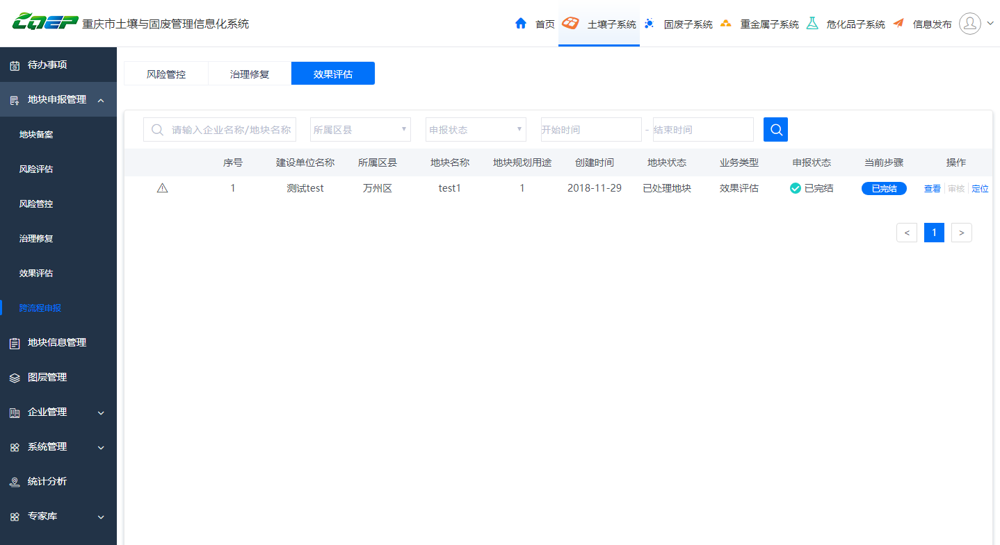 CQEP 重庆市土壤与固废管理信息化系统
首页 土壤子系统 固废子系统 重金属子系统 危化品子系统 信息发布
待办事项
地块申报管理
地块备案
风险评估
风险管控
治理修复
效果评估
跨流程申报
地块信息管理
图层管理
企业管理
系统管理
统计分析
专家库
风险管控 治理修复 效果评估
请输入企业名称/地块名称 所属区县 申报状态 开始时间 - 结束时间
序号 建设单位名称 所属区县 地块名称 地块规划用途 创建时间 地块状态 业务类型 申报状态 当前步骤 操作
1 测试test 万州区 test1 1 2018-11-29 已处理地块 效果评估 已完结 已完结 查看 审核 定位
< 1 >